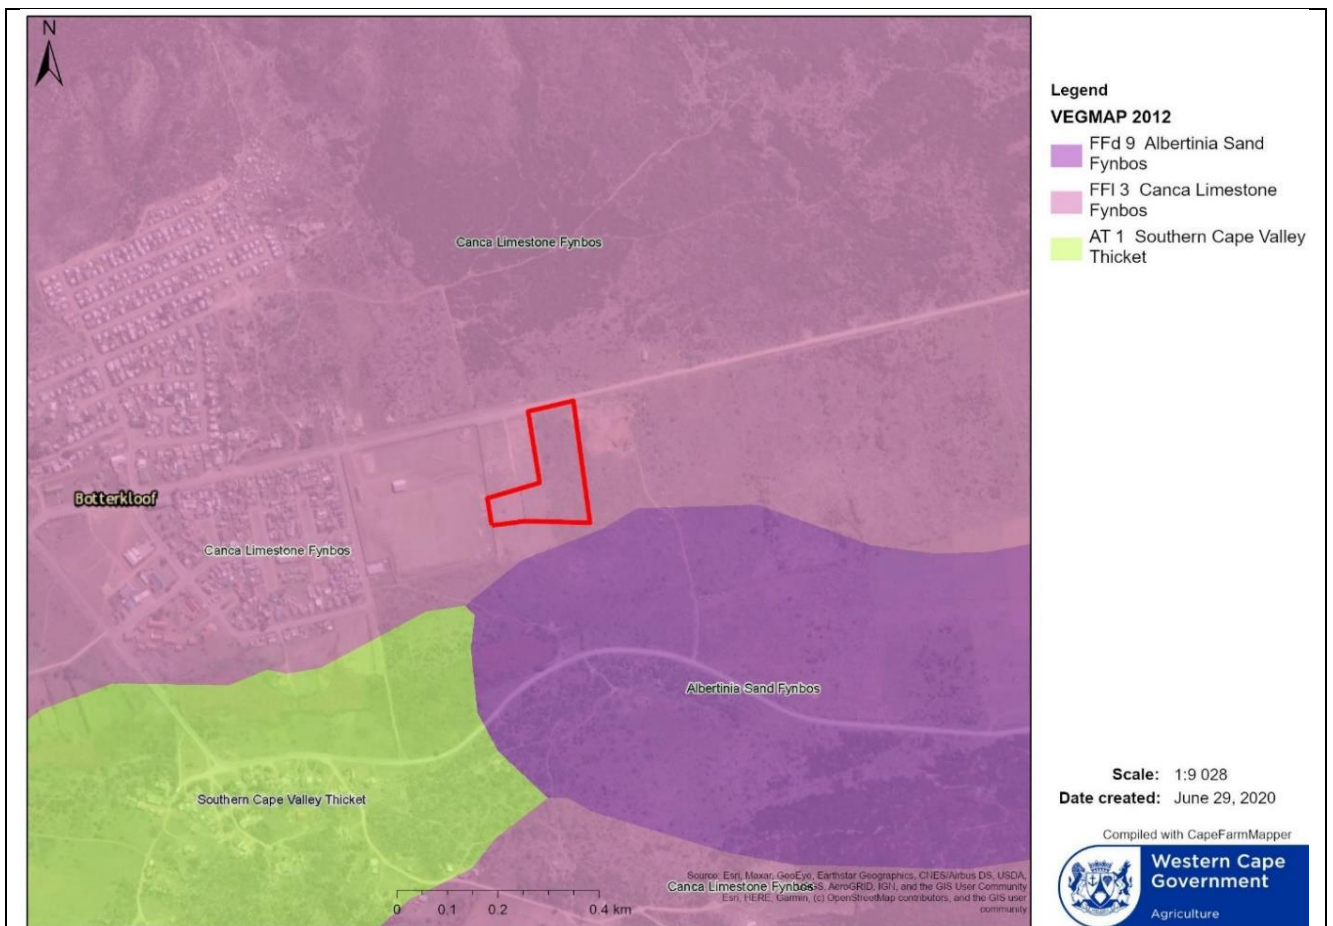 N
Canca Limestone Fynbos
Botterkloof
Canca Limestone Fynbos
Albertinia Sand Fynbos
Southern Cape Valley Thicket
Canca Limestone Fynbos
Source: Esri, Maxar, GeoEye, Earthstar Geographics, CNES/Airbus DS, USDA,
AeroGRID, IGN, and the GIS User Community
Esri, HERE, Garmin, (c) OpenStreetMap contributors, and the GIS user
community
0 0.1 0.2 0.4 km
Legend
VEGMAP 2012
FFd 9 Albertinia Sand
Fynbos
FFl 3 Canca Limestone
Fynbos
AT 1 Southern Cape Valley
Thicket
Scale: 1:9 028
Date created: June 29, 2020
Compiled with CapeFarmMapper
Western Cape
Government
Agriculture